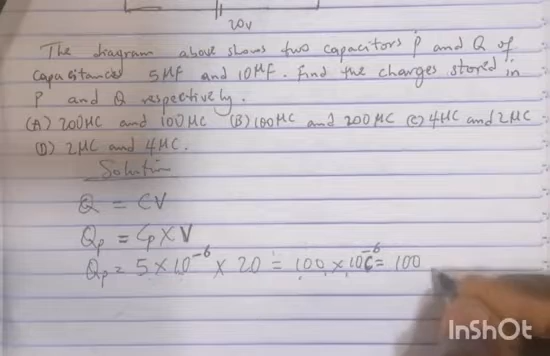 20V
The diagram above shows two capacitors P and Q of
capacitances 5μF and 10μF. Find the charges stored in
P and Q respectively.
(A) 200μC and 100μC (B) 100μC and 200μC (C) 4μC and 2μC
(D) 2μC and 4μC.
Solution
Q = CV
Qp = Cp × V
Qp = 5 × 10⁻⁶ × 20 = 100 × 10⁻⁶ = 100
InShOt